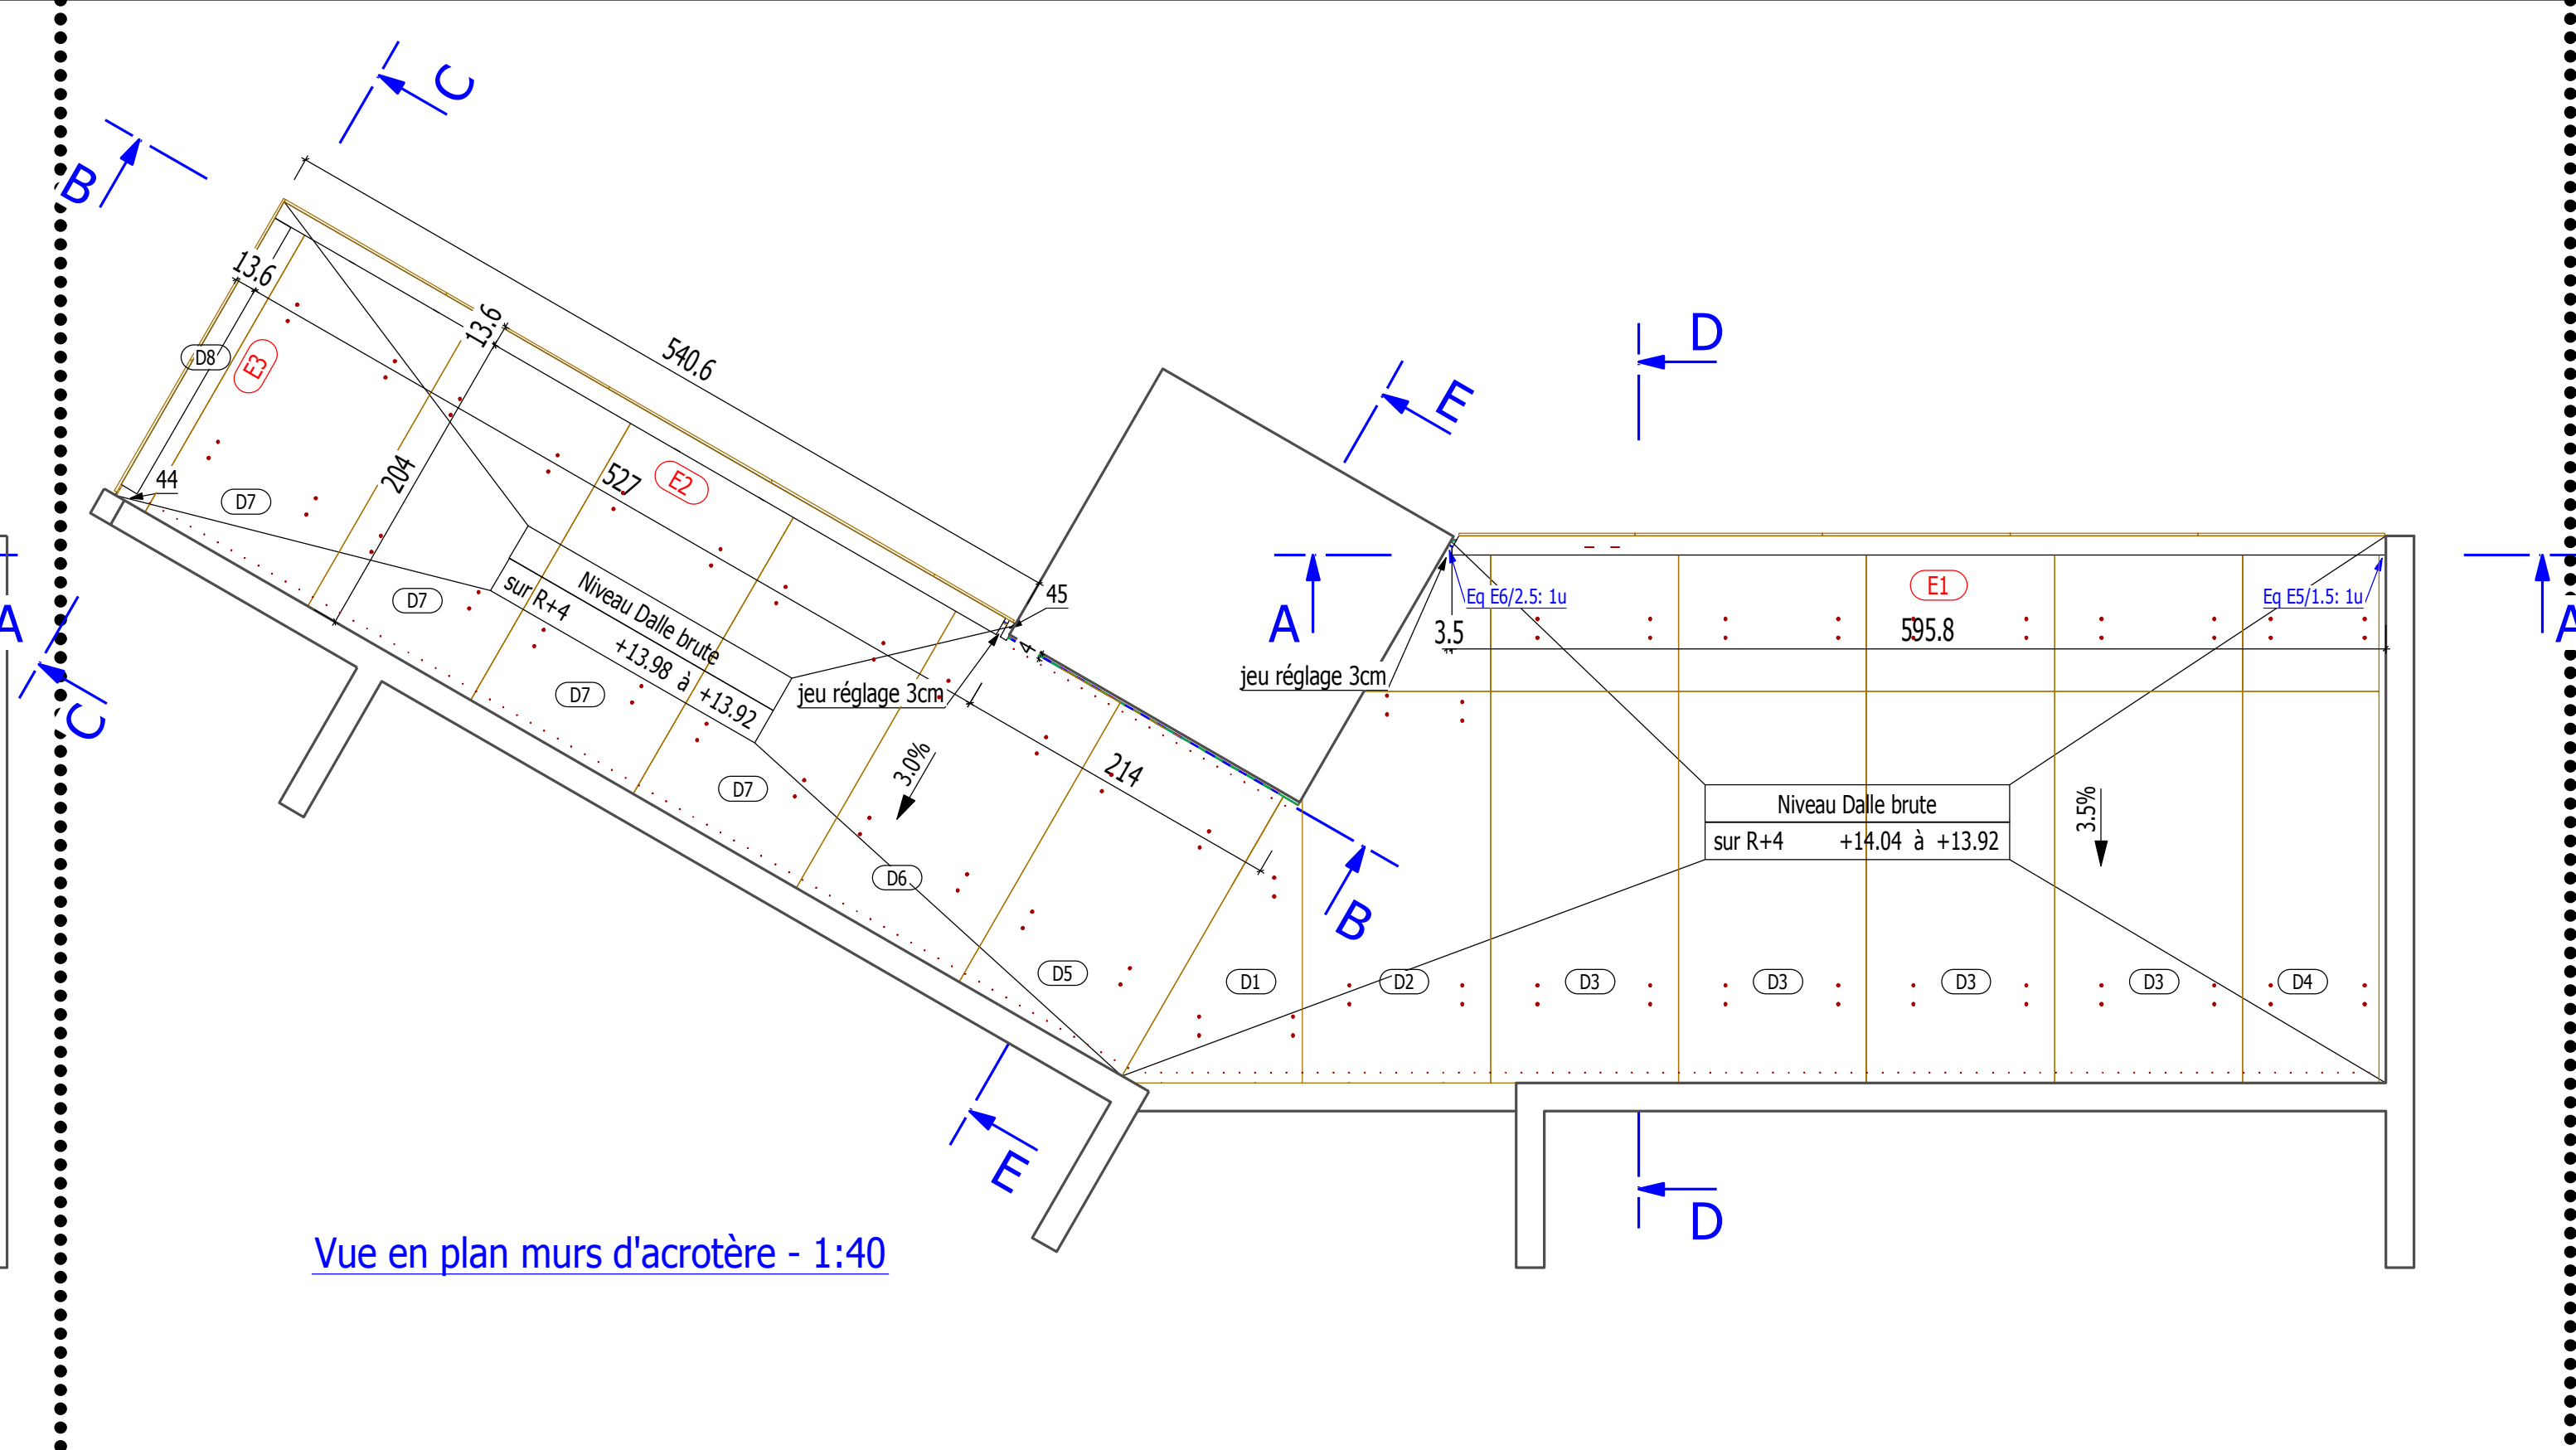 C
B
13.6
D8
E3
44
D7
204
13.6
540.6
527
E2
D7
Niveau Dalle brute
sur R+4 +13.98 à +13.92
D7
D7
jeu réglage 3cm
3.0%
45
4
214
D6
D5
E
D
A
jeu réglage 3cm
3.5
Eq E6/2.5: 1u
E1
595.8
Eq E5/1.5: 1u
A
Niveau Dalle brute
sur R+4 +14.04 à +13.92
3.5%
B
D1
D2
D3
D3
D3
D3
D4
A
C
E
D
Vue en plan murs d'acrotère - 1:40